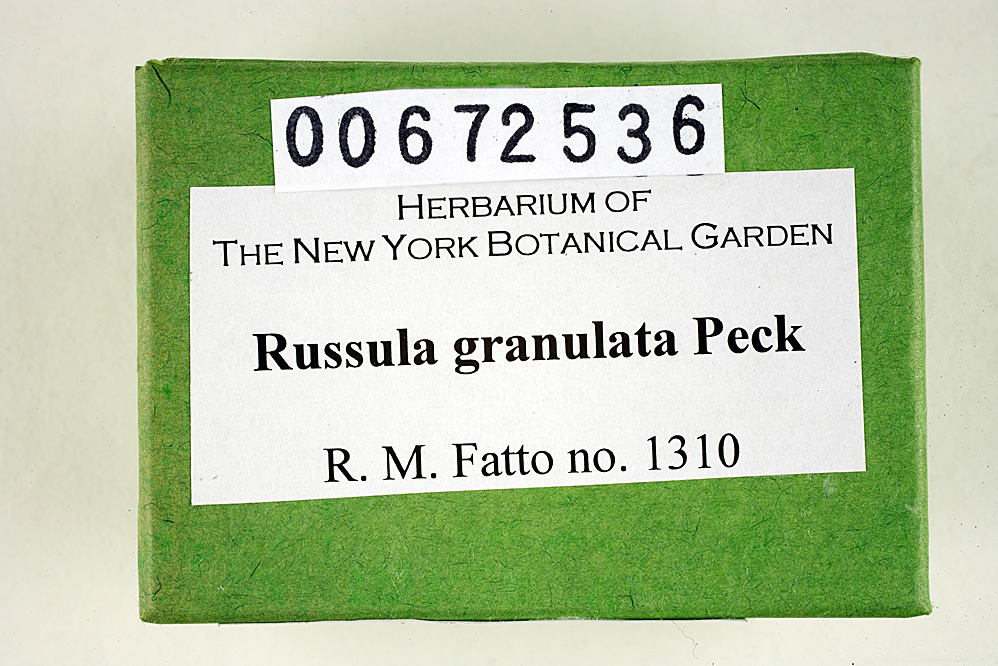 00672536
HERBARIUM OF
THE NEW YORK BOTANICAL GARDEN
Russula granulata Peck
R. M. Fatto no. 1310